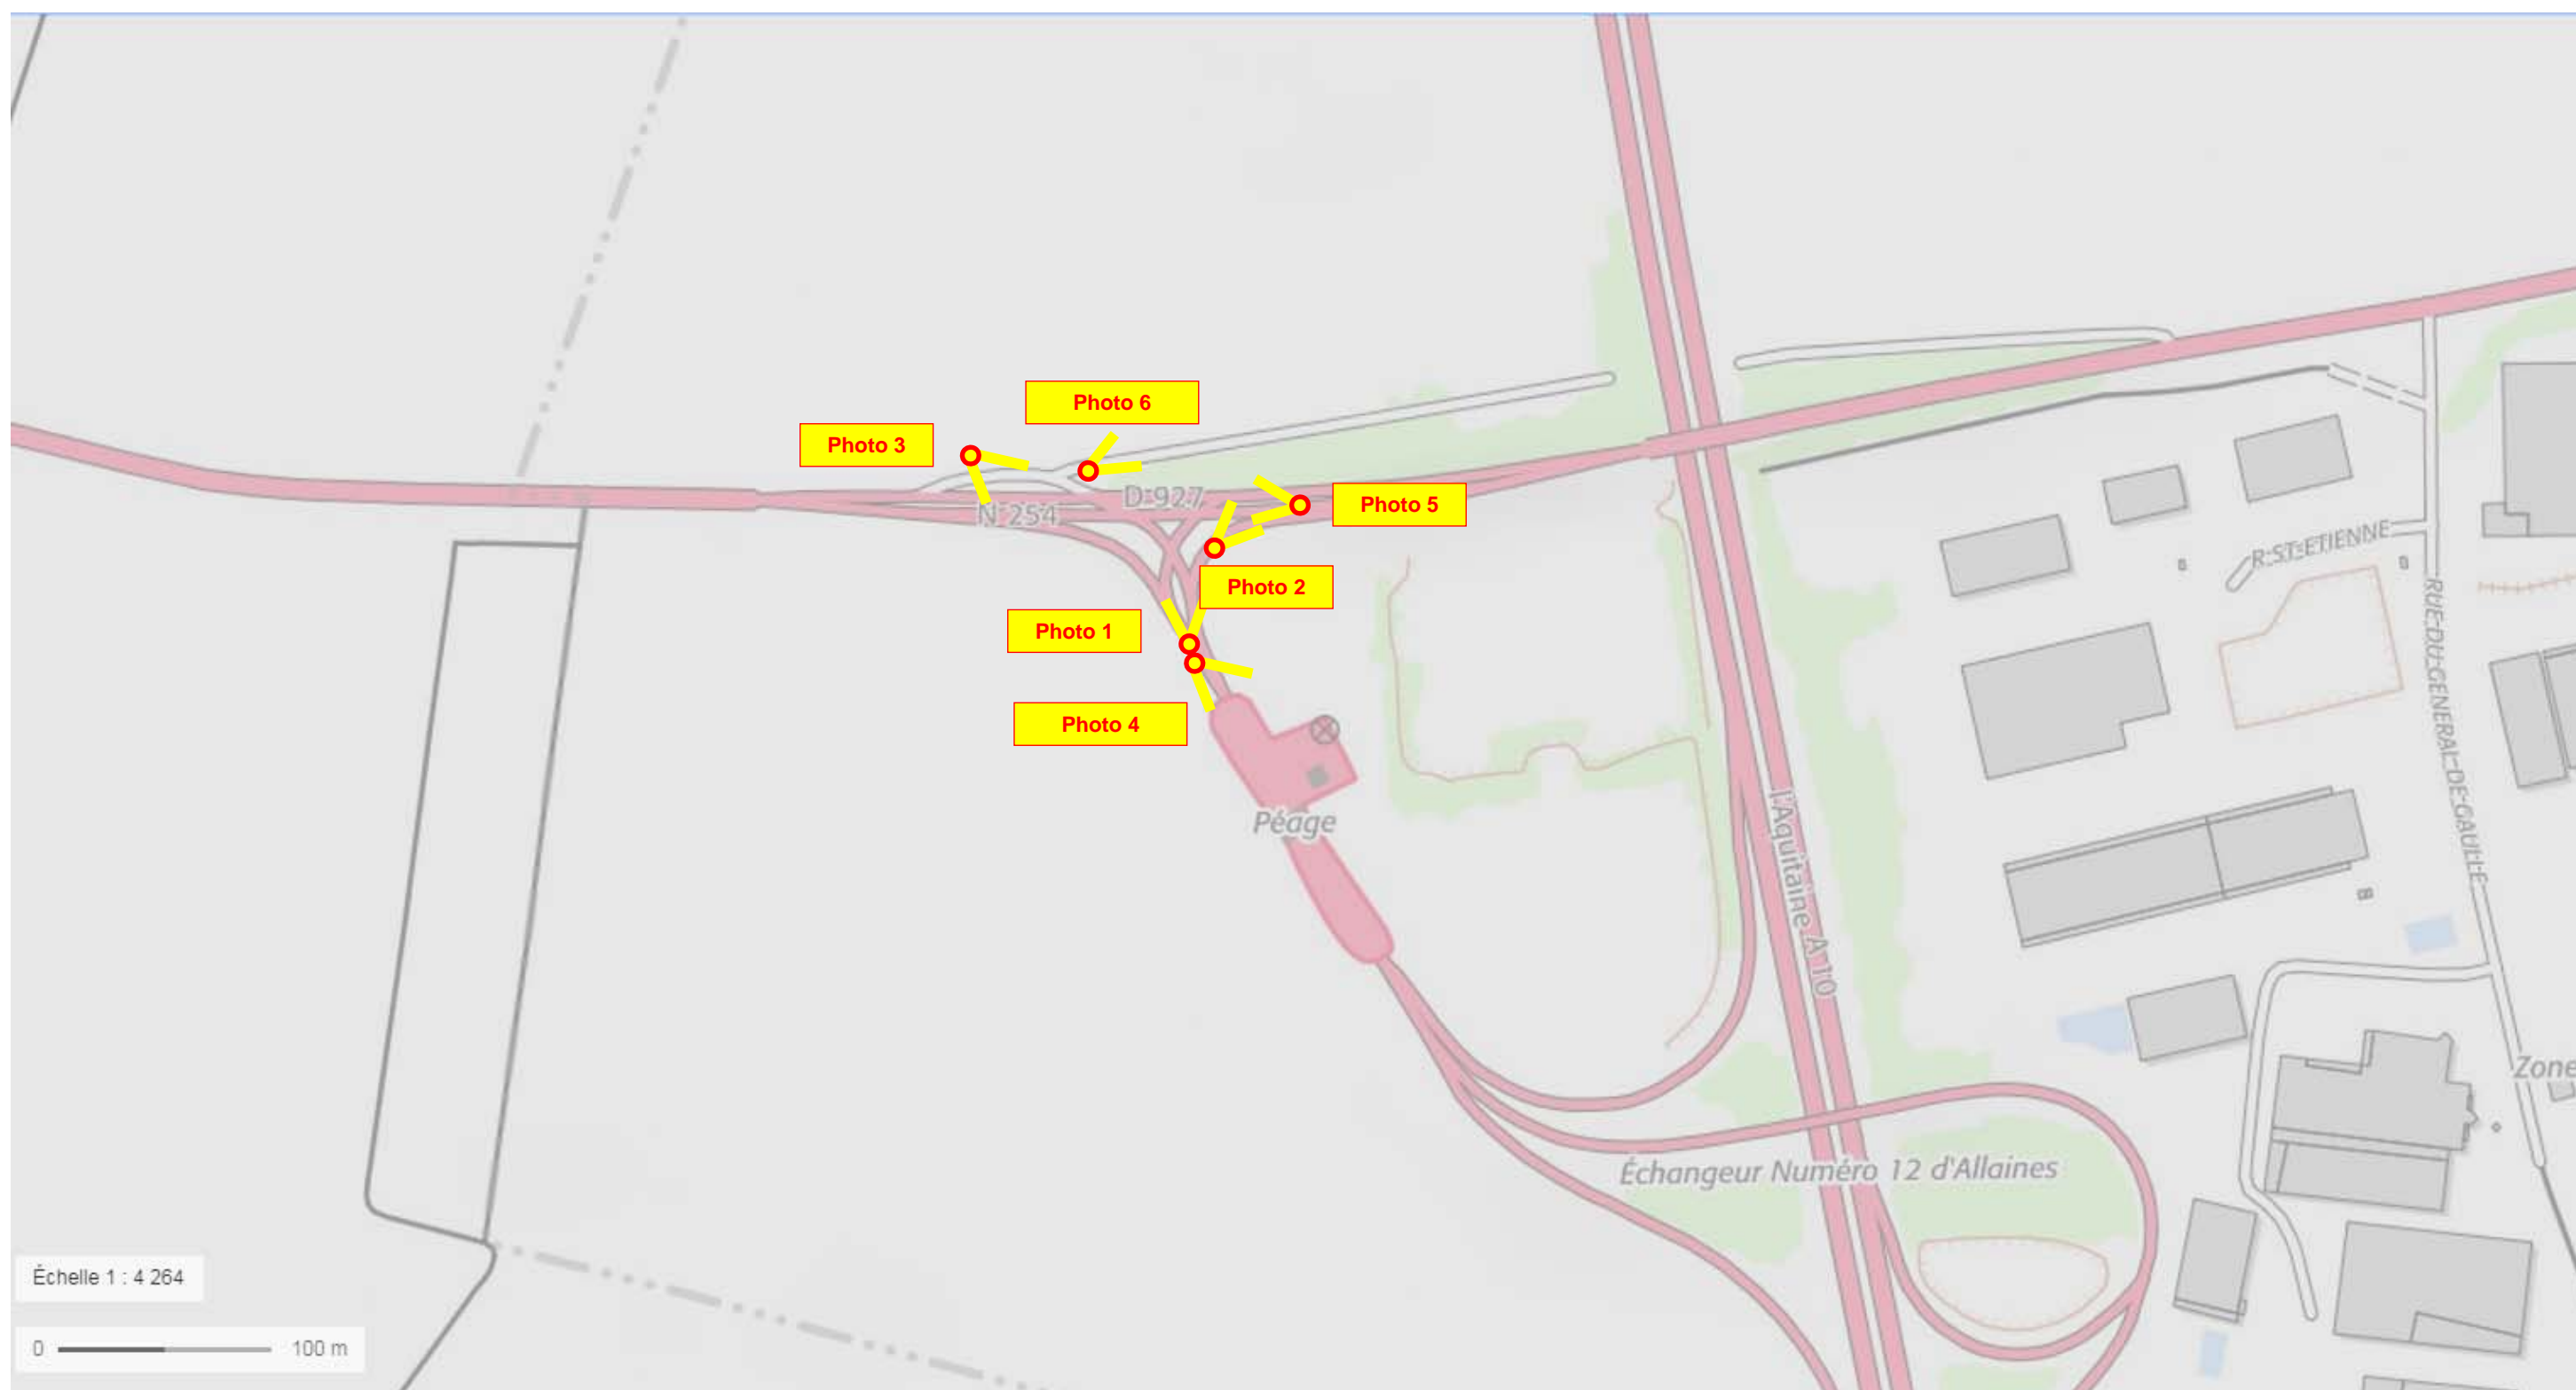 Photo 6
Photo 3
D 927
N 254
Photo 5
R ST-ETIENNE
Photo 2
Photo 1
RUE-DU-GENERAL-DE-GAULLE
Photo 4
Péage
l'Aquitaine A 10
Zone
Échangeur Numéro 12 d'Allaines
Échelle 1 : 4 264
0 100 m